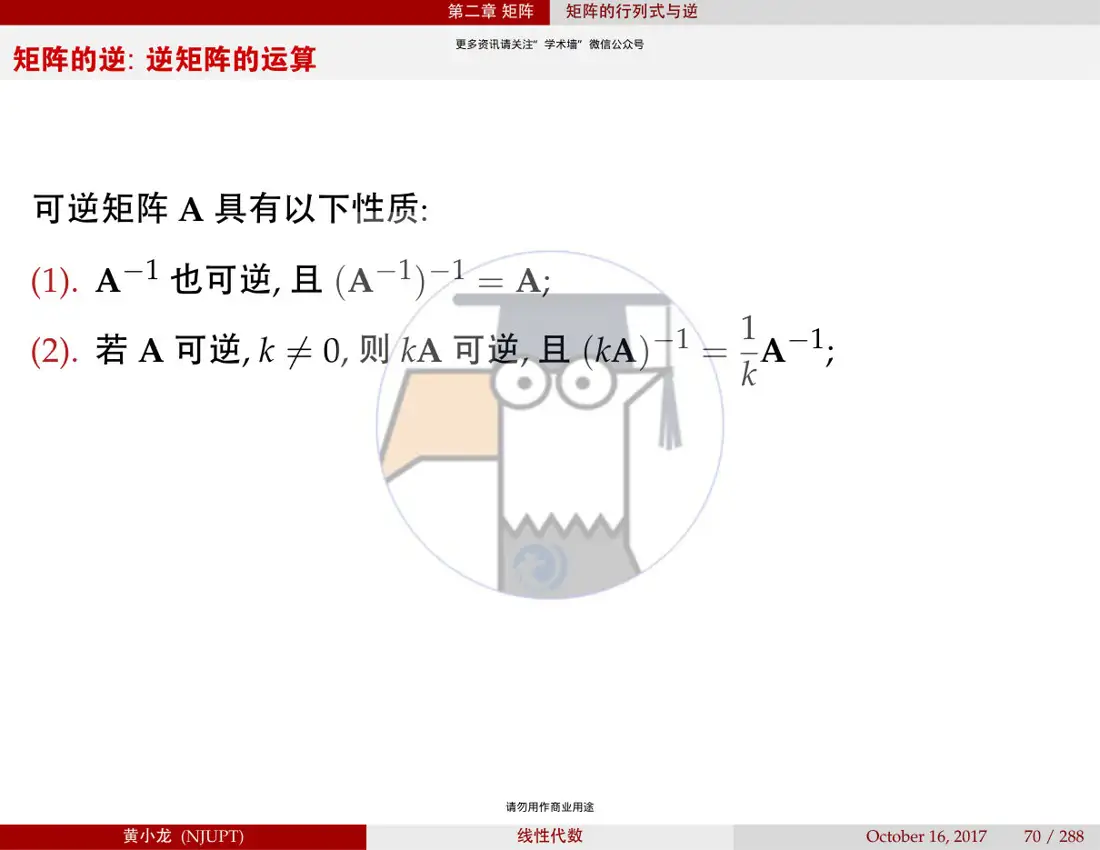 第二章 矩阵 矩阵的行列式与逆
更多资讯请关注“学术墙”微信公众号
矩阵的逆: 逆矩阵的运算
可逆矩阵 A 具有以下性质:
(1). A⁻¹ 也可逆, 且 (A⁻¹)⁻¹ = A;
(2). 若 A 可逆, k ≠ 0, 则 kA 可逆, 且 (kA)⁻¹ = 1/k A⁻¹;
请勿用作商业用途
黄小龙 (NJUPT) 线性代数 October 16, 2017 70 / 288